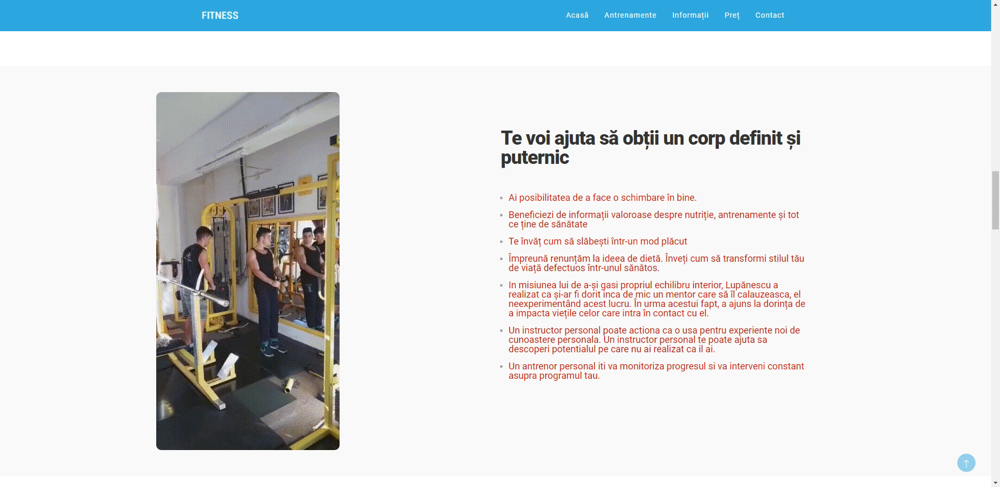 FITNESS
Acasă Antrenamente Informații Preț Contact
Te voi ajuta să obții un corp definit și
puternic
Ai posibilitatea de a face o schimbare în bine.
Beneficiezi de informații valoroase despre nutriție, antrenamente și tot
ce ține de sănătate
Te învăț cum să slăbești într-un mod plăcut
Împreună renunțăm la ideea de dietă. Înveți cum să transformi stilul tău
de viață defectuos într-unul sănătos.
In misiunea lui de a-și gasi propriul echilibru interior, Lupănescu a
realizat ca și-ar fi dorit inca de mic un mentor care să îl calauzeasca, el
neexperimentând acest lucru. În urma acestui fapt, a ajuns la dorința de
a impacta viețile celor care intra în contact cu el.
Un instructor personal poate actiona ca o usa pentru experiente noi de
cunoastere personala. Un instructor personal te poate ajuta sa
descoperi potentialul pe care nu ai realizat ca il ai.
Un antrenor personal iti va monitoriza progresul si va interveni constant
asupra programul tau.